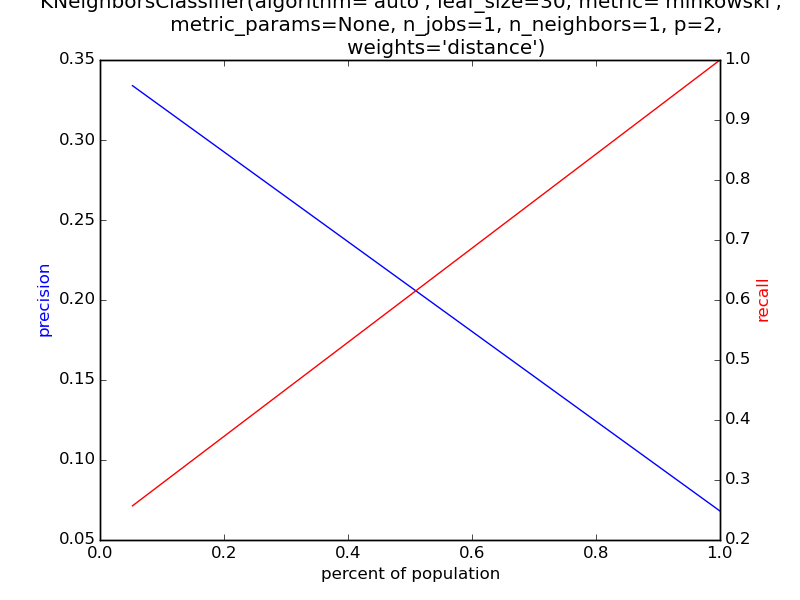 KNeighborsClassifier(algorithm='auto', leaf_size=30, metric='minkowski',
metric_params=None, n_jobs=1, n_neighbors=1, p=2,
weights='distance')
0.35
0.30
0.25
0.20
0.15
0.10
0.05
precision
1.0
0.9
0.8
0.7
0.6
0.5
0.4
0.3
0.2
recall
0.0 0.2 0.4 0.6 0.8 1.0
percent of population